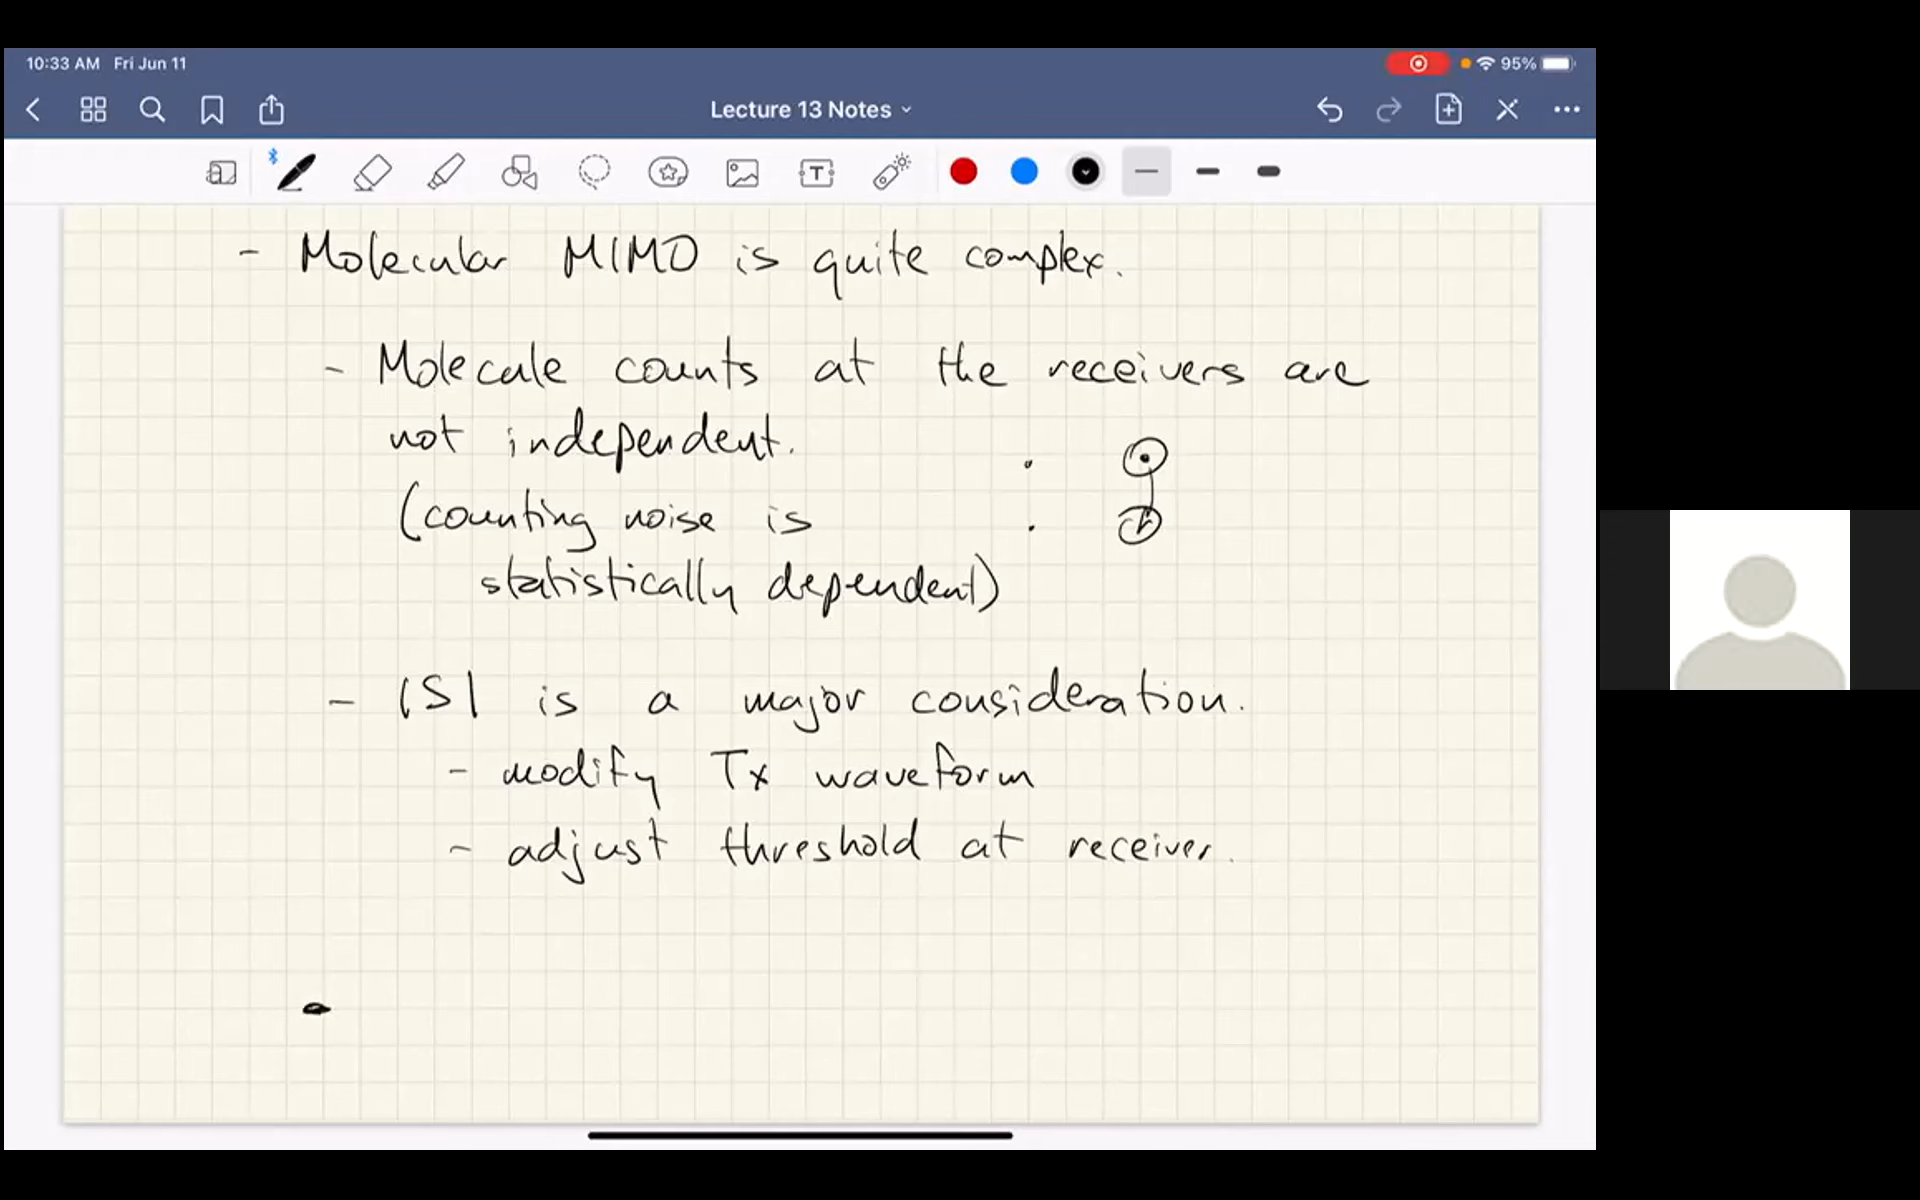 10:33 AM Fri Jun 11
95%
Lecture 13 Notes
- Molecular MIMO is quite complex.
- Molecule counts at the receivers are
not independent.
(counting noise is
statistically dependent)
- ISI is a major consideration.
- modify Tx waveform
- adjust threshold at receiver.